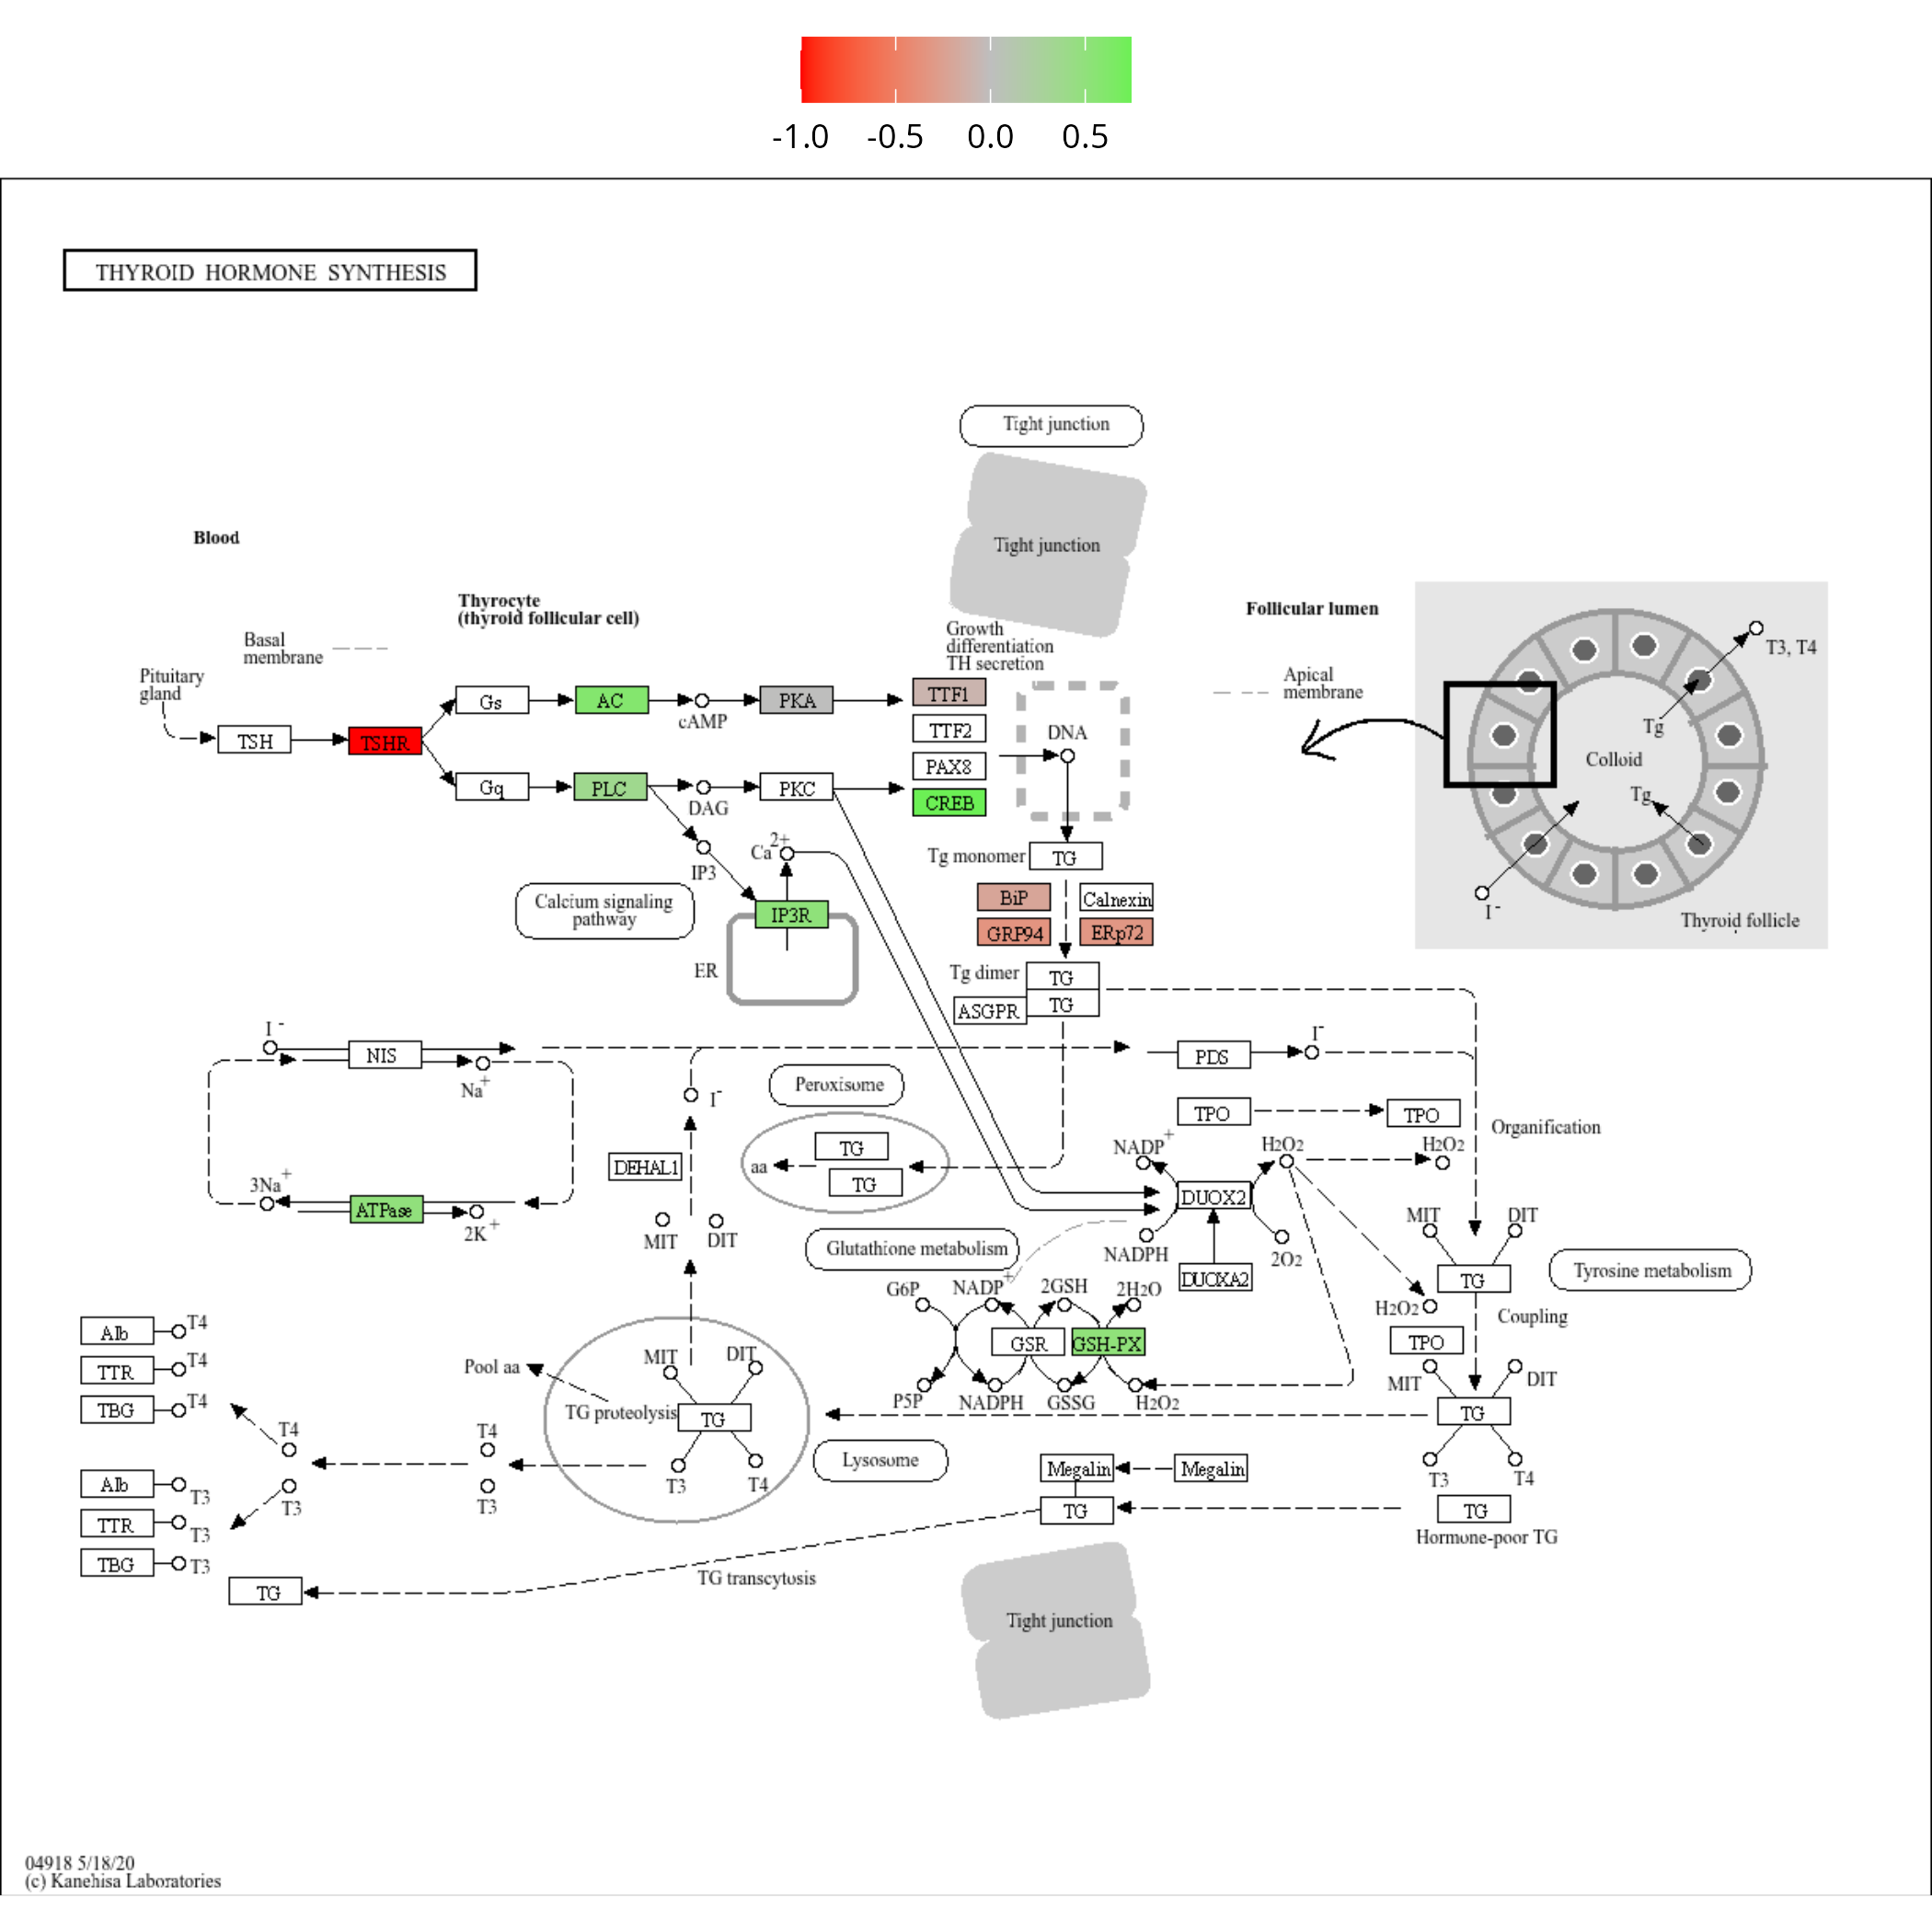 -1.0 -0.5 0.0 0.5
THYROID HORMONE SYNTHESIS
Tight junction
Tight junction
Blood
Thyrocyte
(thyroid follicular cell)
Follicular lumen
Growth
differentiation
TH secretion
Basal
membrane
Apical
membrane
Pituitary
gland
T3, T4
TSH
TSHR
Gs
AC
cAMP
PKA
TTF1
TTF2
PAX8
CREB
DNA
Gq
PLC
DAG
PKC
Tg
Colloid
Tg
I-
Thyroid follicle
IP3
Ca2+
Calcium signaling
pathway
IP3R
ER
Tg monomer
TG
BiP
Calnexin
GRP94
ERp72
Tg dimer
TG
TG
ASGPR
I-
NIS
Na+
I-
PDS
I-
Peroxisome
TPO
TPO
Organification
TG
aa
TG
DEHAL1
NADP+
H2O2
H2O2
DUOX2
3Na+
ATPase
2K+
MIT
DIT
Glutathione metabolism
NADPH
2O2
DUOXA2
MIT
DIT
TG
Tyrosine metabolism
G6P
NADP+
2GSH
2H2O
H2O2
Coupling
GSR
GSH-PX
TPO
P5P
NADPH
GSSG
H2O2
MIT
DIT
TG
T3
T4
Alb
T4
TTR
T4
TBG
T4
Pool aa
MIT
DIT
TG proteolysis
TG
T3
T4
T4
T3
T4
T3
Lysosome
Megalin
Megalin
TG
TG
Hormone-poor TG
Alb
T3
TTR
T3
TBG
T3
TG
TG transcytosis
Tight junction
04918 5/18/20
(c) Kanehisa Laboratories